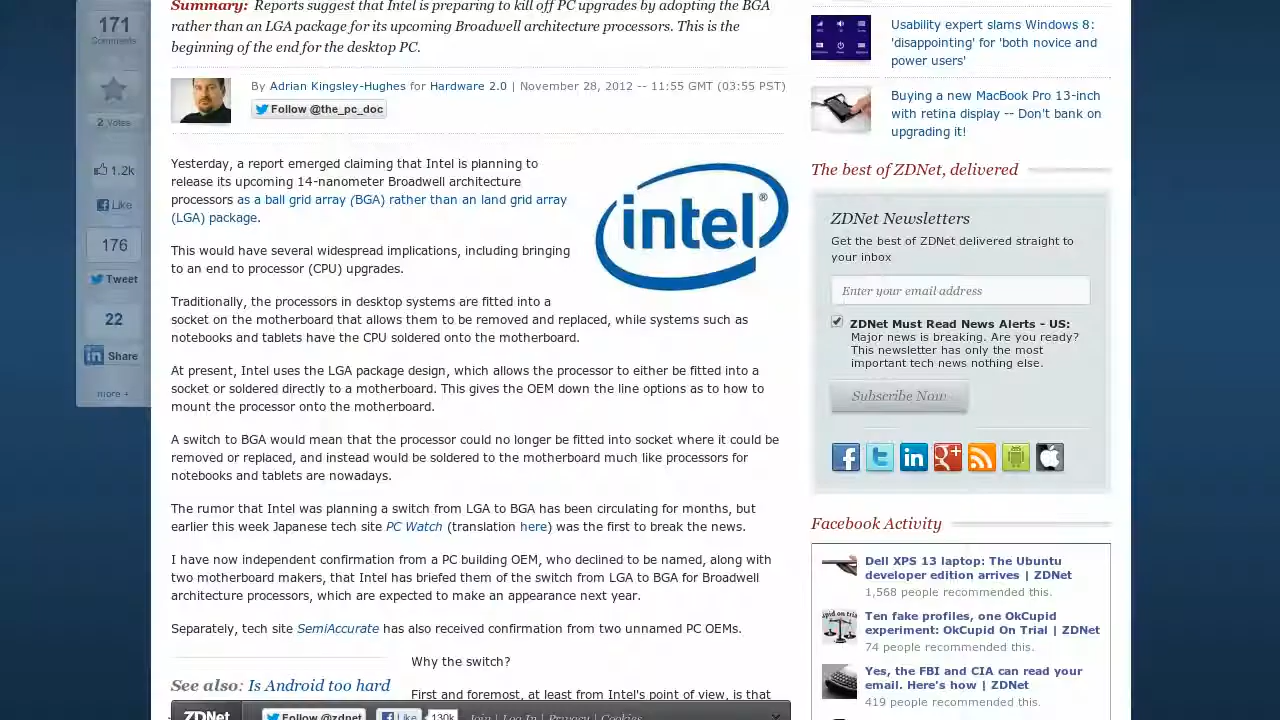 171
Comments
2 Votes
1.2k
Like
176
Tweet
22
Share
more +
Summary: Reports suggest that Intel is preparing to kill off PC upgrades by adopting the BGA
rather than an LGA package for its upcoming Broadwell architecture processors. This is the
beginning of the end for the desktop PC.
By Adrian Kingsley-Hughes for Hardware 2.0 | November 28, 2012 -- 11:55 GMT (03:55 PST)
Follow @the_pc_doc
Yesterday, a report emerged claiming that Intel is planning to
release its upcoming 14-nanometer Broadwell architecture
processors as a ball grid array (BGA) rather than an land grid array
(LGA) package.
intel®
This would have several widespread implications, including bringing
to an end to processor (CPU) upgrades.
Traditionally, the processors in desktop systems are fitted into a
socket on the motherboard that allows them to be removed and replaced, while systems such as
notebooks and tablets have the CPU soldered onto the motherboard.
At present, Intel uses the LGA package design, which allows the processor to either be fitted into a
socket or soldered directly to a motherboard. This gives the OEM down the line options as to how to
mount the processor onto the motherboard.
A switch to BGA would mean that the processor could no longer be fitted into socket where it could be
removed or replaced, and instead would be soldered to the motherboard much like processors for
notebooks and tablets are nowadays.
The rumor that Intel was planning a switch from LGA to BGA has been circulating for months, but
earlier this week Japanese tech site PC Watch (translation here) was the first to break the news.
I have now independent confirmation from a PC building OEM, who declined to be named, along with
two motherboard makers, that Intel has briefed them of the switch from LGA to BGA for Broadwell
architecture processors, which are expected to make an appearance next year.
Separately, tech site SemiAccurate has also received confirmation from two unnamed PC OEMs.
Why the switch?
See also: Is Android too hard
First and foremost, at least from Intel's point of view, is that
ZDNet
Follow @zdnet
Like
130k
Join | Log In | Privacy | Cookies
Usability expert slams Windows 8:
'disappointing' for 'both novice and
power users'
Buying a new MacBook Pro 13-inch
with retina display -- Don't bank on
upgrading it!
The best of ZDNet, delivered
ZDNet Newsletters
Get the best of ZDNet delivered straight to
your inbox
Enter your email address
ZDNet Must Read News Alerts - US:
Major news is breaking. Are you ready?
This newsletter has only the most
important tech news nothing else.
Subscribe Now
Facebook Activity
Dell XPS 13 laptop: The Ubuntu
developer edition arrives | ZDNet
1,568 people recommended this.
Ten fake profiles, one OkCupid
experiment: OkCupid On Trial | ZDNet
74 people recommended this.
Yes, the FBI and CIA can read your
email. Here's how | ZDNet
419 people recommended this.